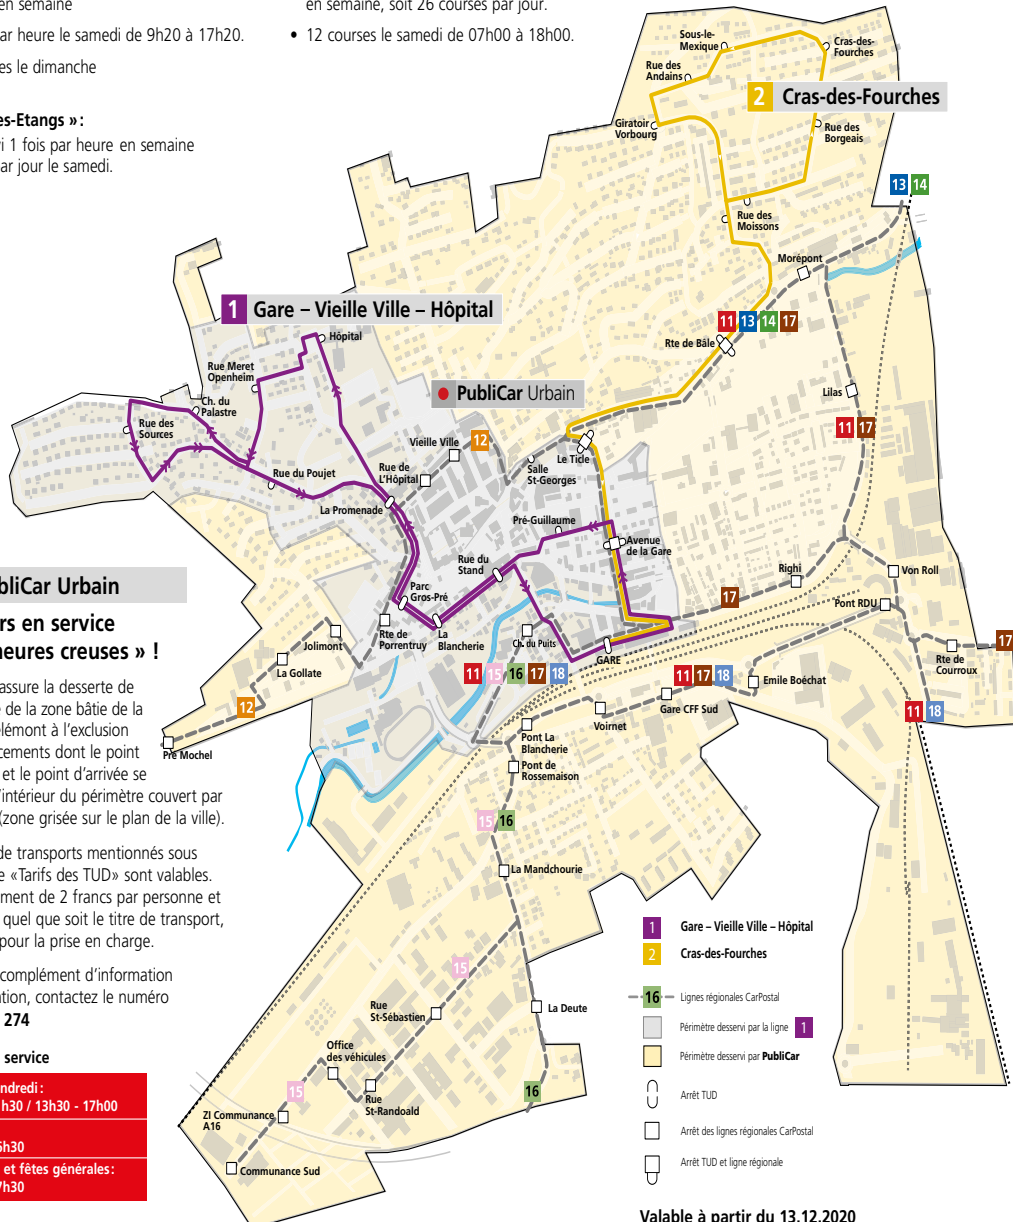 en semaine
ar heure le samedi de 9h20 à 17h20.
es le dimanche
es-Etangs » :
i 1 fois par heure en semaine
ar jour le samedi.
en semaine, soit 26 courses par jour.
• 12 courses le samedi de 07h00 à 18h00.
Sous-le-
Mexique
Cras-des-
Fourches
Rue des
Andains
2 Cras-des-Fourches
Giratoir
Vorbourg
Rue des
Borgeais
13 14
Rue des
Moissons
Morépont
1 Gare – Vieille Ville – Hôpital
11 13 14 17
Rte de Bâle
Hôpital
Rue Meret
Openheim
Ch. du
Palastre
PubliCar Urbain
Lilas
11 17
Rue des
Sources
Vieille Ville
12
Le Ticle
Salle
St-Georges
Rue du Poujet
Rue de
L'Hôpital
La Promenade
Pré-Guillaume
Avenue
de la Gare
Rue du
Stand
Righi
Von Roll
bliCar Urbain
Parc
Gros-Pré
17
Pont RDU
rs en service
heures creuses » !
Jolimont
Rte de
Porrentruy
La
Blancherie
Ch. du Puits
GARE
17
Rte de
Courroux
La Gollate
11 15 16 17 18
11 17 18
Emile Boéchat
Gare CFF Sud
12
Voirnet
11 18
Pré Mochel
Pont La
Blancherie
Pont de
Rossemaison
assure la desserte de
e de la zone bâtie de la
elémont à l'exclusion
cements dont le point
et le point d'arrivée se
l'intérieur du périmètre couvert par
(zone grisée sur le plan de la ville).
15 16
de transports mentionnés sous
e «Tarifs des TUD» sont valables.
ment de 2 francs par personne et
quel que soit le titre de transport,
pour la prise en charge.
La Mandchourie
complément d'information
ation, contactez le numéro
274
15
Rue
St-Sébastien
La Deute
Office
des véhicules
service
ndredi :
h30 / 13h30 - 17h00
6h30
et fêtes générales:
7h30
15
Rue
St-Randoald
16
ZI Communance
A16
Communance Sud
1 Gare – Vieille Ville – Hôpital
2 Cras-des-Fourches
16 Lignes régionales CarPostal
Périmètre desservi par la ligne 1
Périmètre desservi par PubliCar
Arrêt TUD
Arrêt des lignes régionales CarPostal
Arrêt TUD et ligne régionale
Valable à partir du 13.12.2020